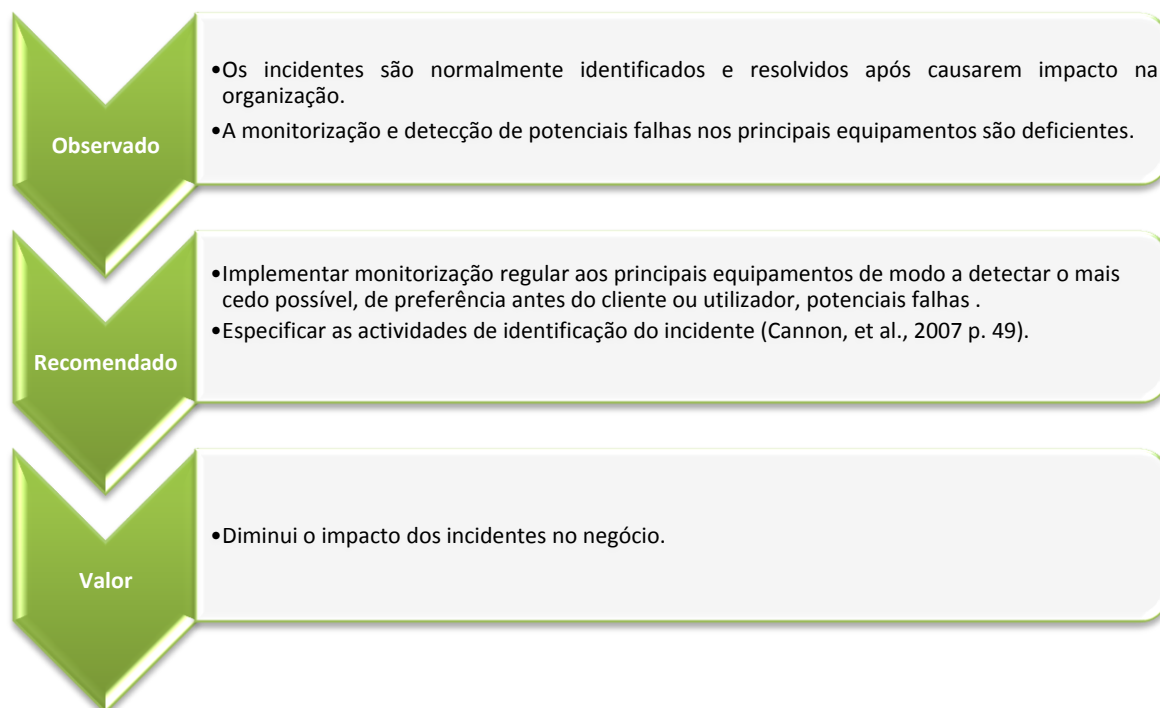 Observado
•Os incidentes são normalmente identificados e resolvidos após causarem impacto na
organização.
•A monitorização e detecção de potenciais falhas nos principais equipamentos são deficientes.
Recomendado
•Implementar monitorização regular aos principais equipamentos de modo a detectar o mais
cedo possível, de preferência antes do cliente ou utilizador, potenciais falhas .
•Especificar as actividades de identificação do incidente (Cannon, et al., 2007 p. 49).
Valor
•Diminui o impacto dos incidentes no negócio.